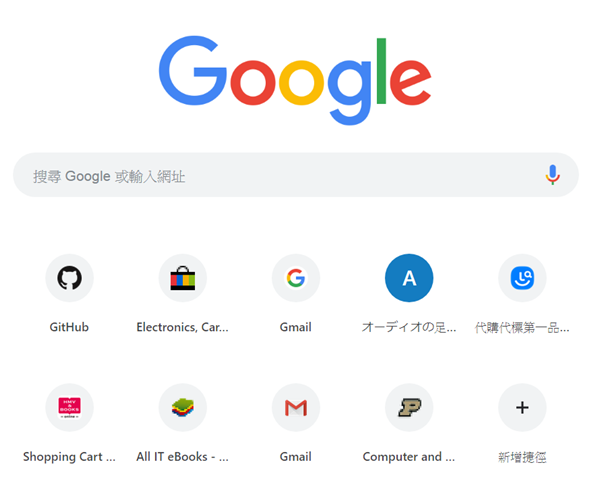 Google
搜尋 Google 或輸入網址
A
GitHub
Electronics, Car...
Gmail
オーディオの足...
代購代標第一品...
HMV
& BOOKS
Shopping Cart ...
All IT eBooks - ...
Gmail
Computer and ...
新增捷徑